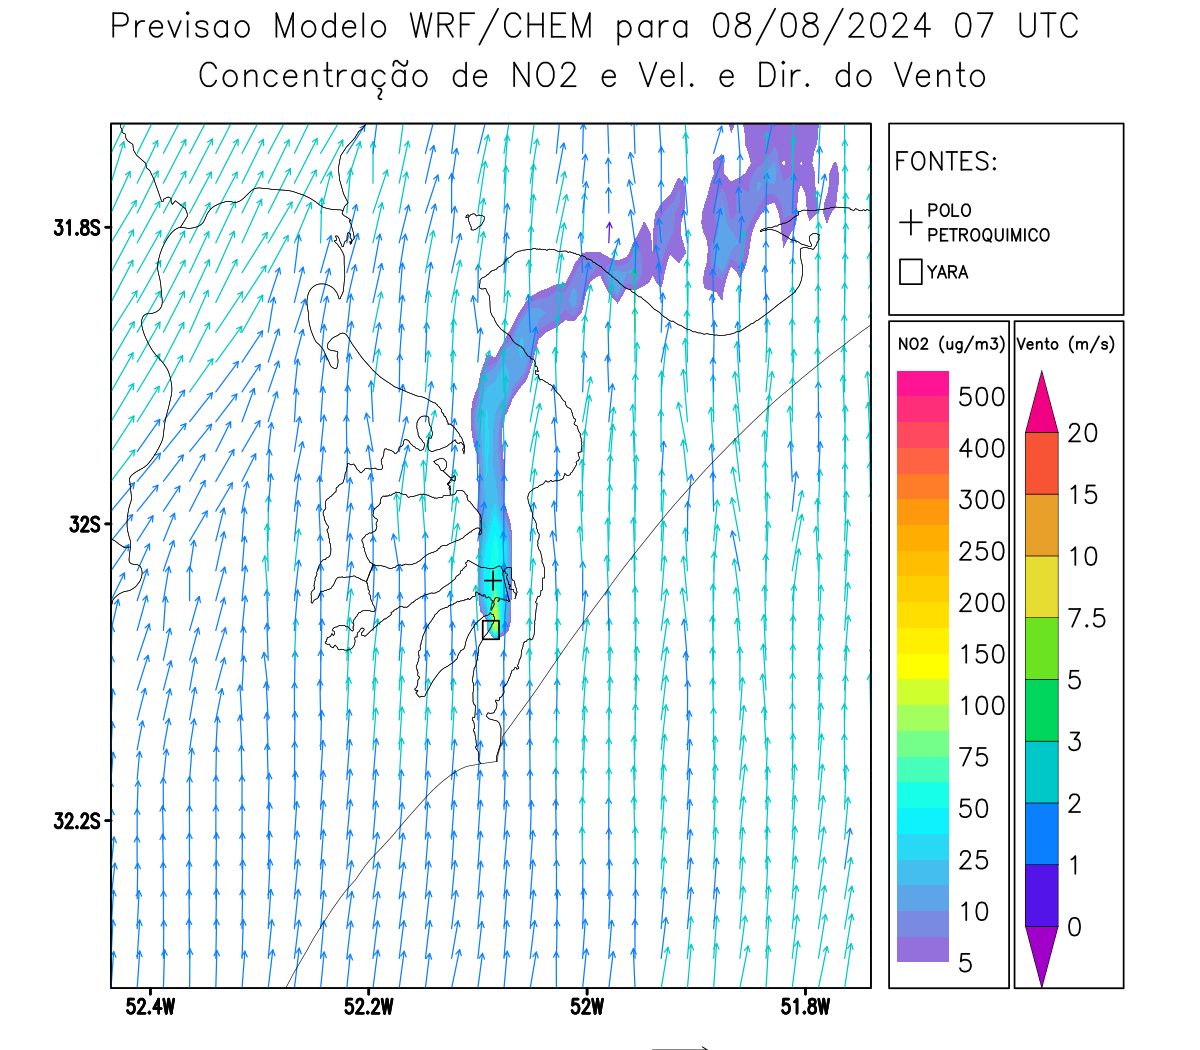 Previsao Modelo WRF/CHEM para 08/08/2024 07 UTC
Concentração de NO2 e Vel. e Dir. do Vento
FONTES:
POLO
PETROQUIMICO
YARA
NO2 (ug/m3)
500
400
300
250
200
150
100
75
50
25
10
5
Vento (m/s)
20
15
10
7.5
5
3
2
1
0
31.8S
32S
32.2S
52.4W
52.2W
52W
51.8W